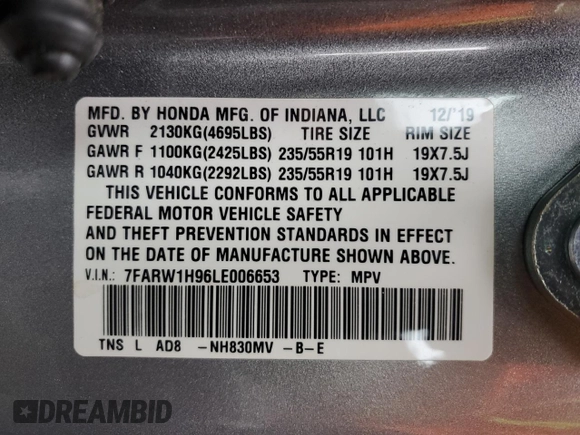 MFD. BY HONDA MFG. OF INDIANA, LLC 12/19
GVWR 2130KG(4695LBS) TIRE SIZE RIM SIZE
GAWR F 1100KG(2425LBS) 235/55R19 101H 19X7.5J
GAWR R 1040KG(2292LBS) 235/55R19 101H 19X7.5J
THIS VEHICLE CONFORMS TO ALL APPLICABLE
FEDERAL MOTOR VEHICLE SAFETY
AND THEFT PREVENTION STANDARDS IN EFFECT
ON THE DATE OF MANUFACTURE SHOWN ABOVE.
V.I.N.: 7FARW1H96LE006653 TYPE: MPV
TNS L AD8 -NH830MV -B-E
DREAMBID